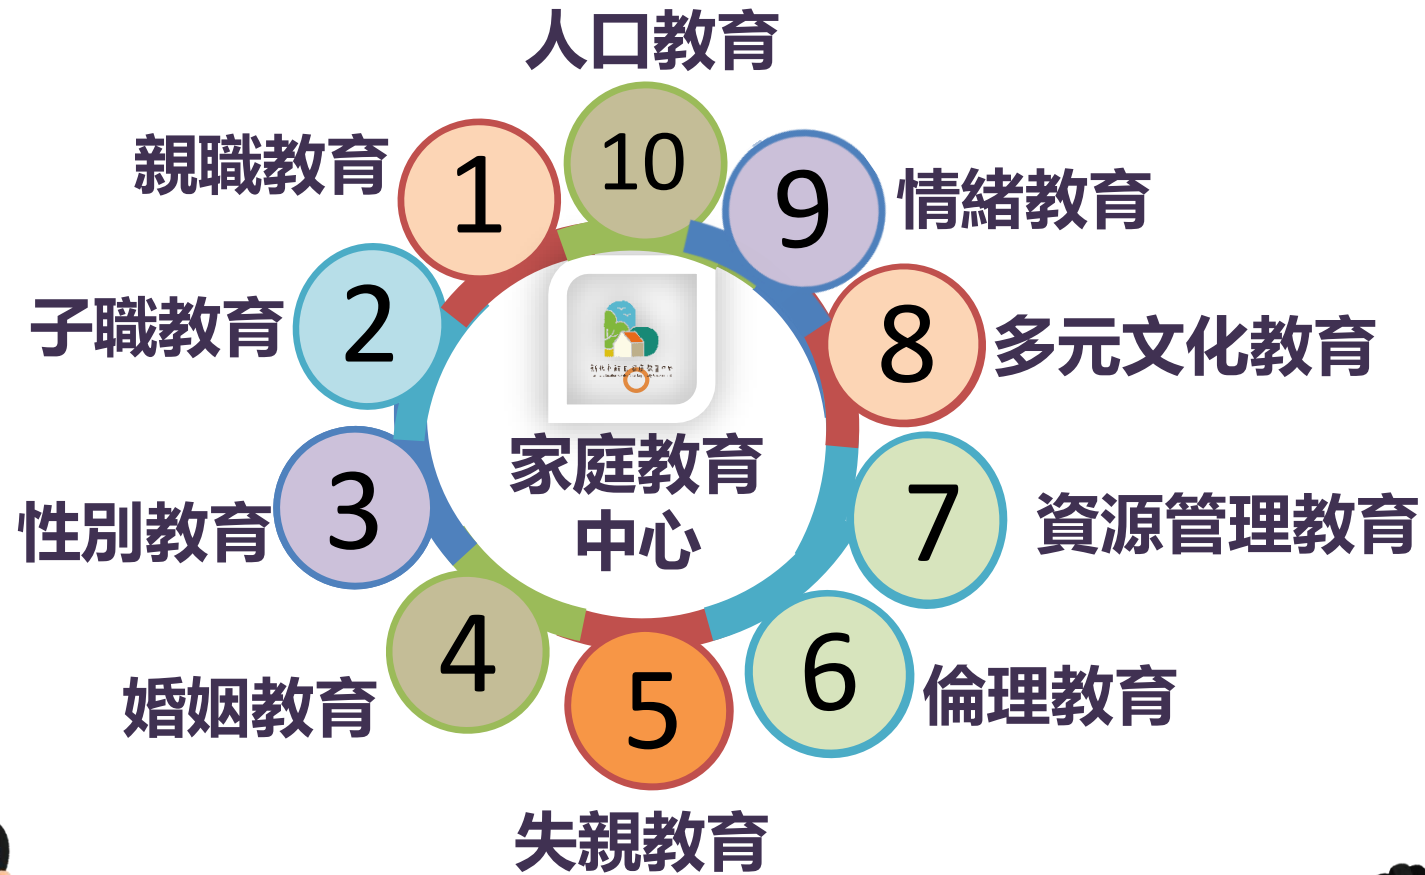 人口教育
10
親職教育
1
9
情緒教育
子職教育
2
8
多元文化教育
家庭教育
中心
性別教育
3
7
資源管理教育
婚姻教育
4
6
倫理教育
5
失親教育